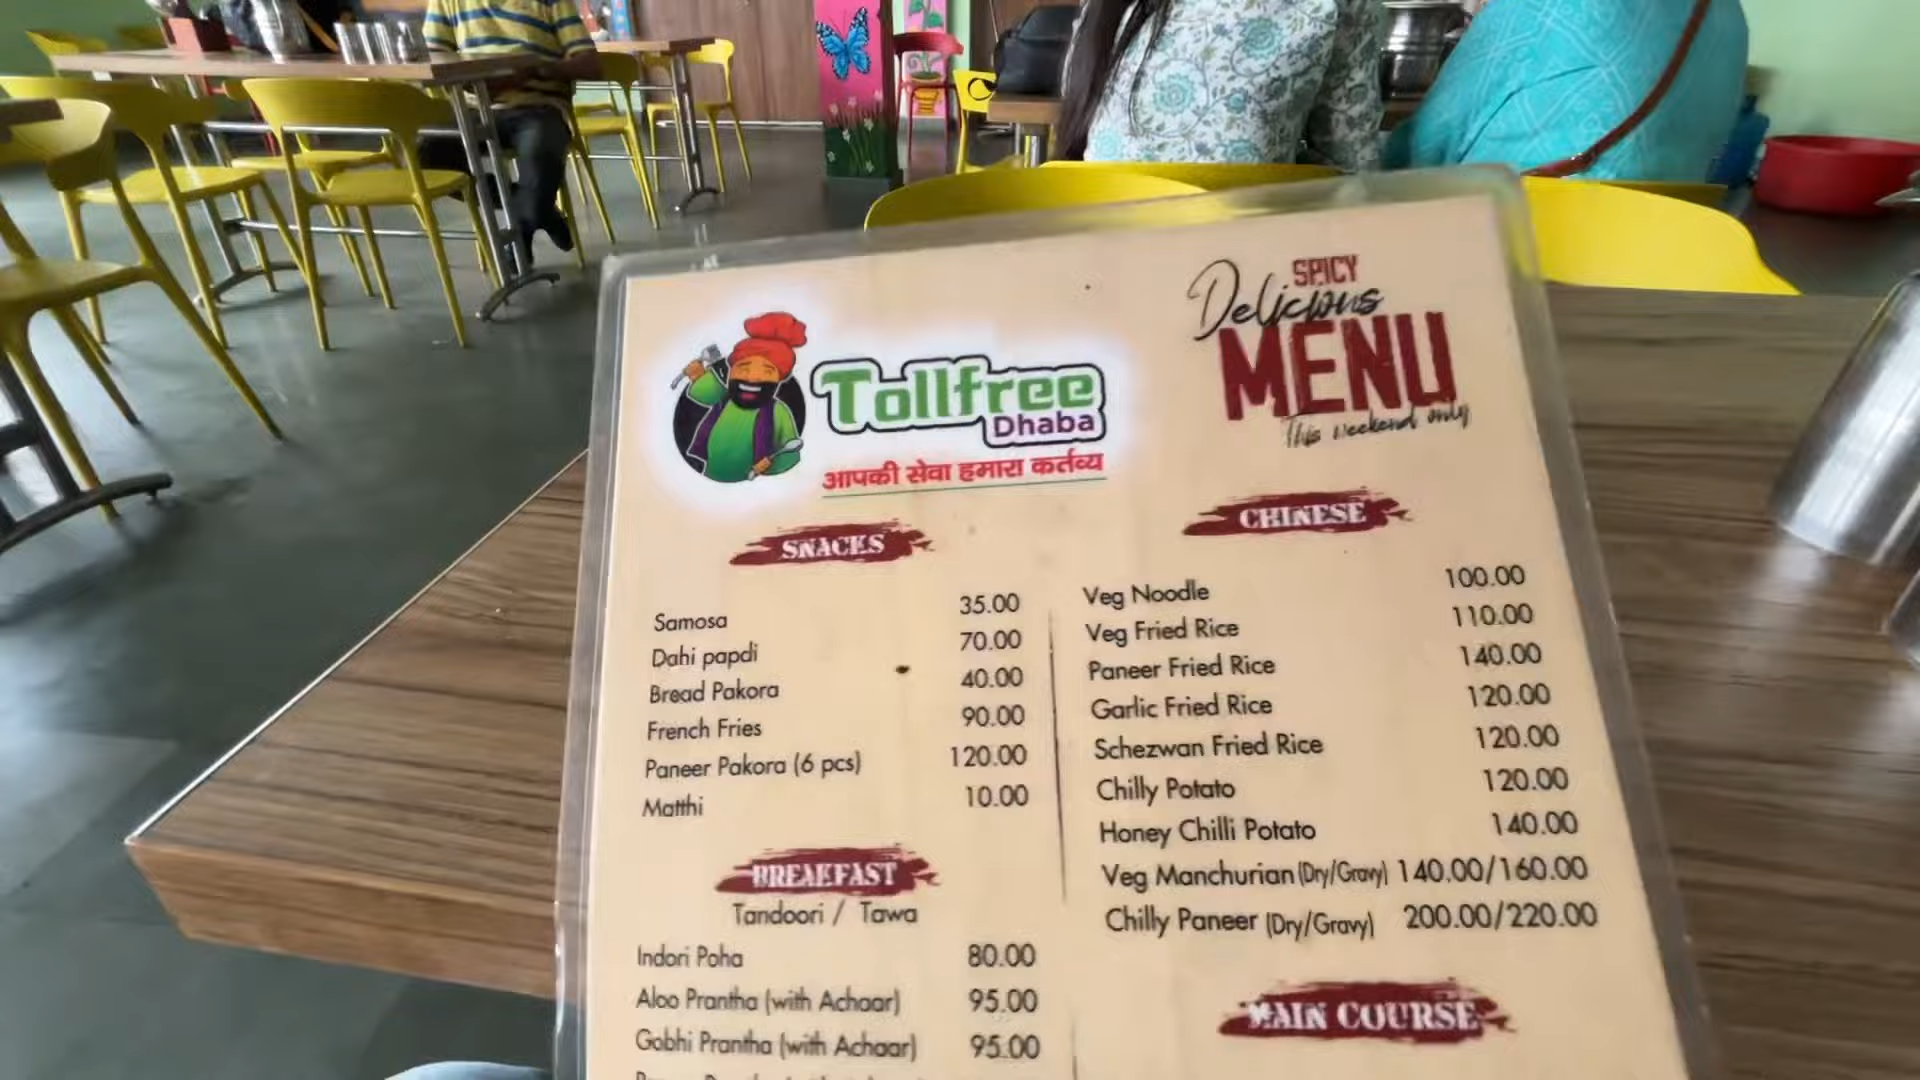 Tollfree
Dhaba
आपकी सेवा हमारा कर्तव्य
SPICY
Delicious
MENU
This weekend only
SNACKS
Samosa 35.00
Dahi papdi 70.00
Bread Pakora 40.00
French Fries 90.00
Paneer Pakora (6 pcs) 120.00
Matthi 10.00
BREAKFAST
Tandoori / Tawa
Indori Poha 80.00
Aloo Prantha (with Achaar) 95.00
Gobhi Prantha (with Achaar) 95.00
CHINESE
Veg Noodle 100.00
Veg Fried Rice 110.00
Paneer Fried Rice 140.00
Garlic Fried Rice 120.00
Schezwan Fried Rice 120.00
Chilly Potato 120.00
Honey Chilli Potato 140.00
Veg Manchurian (Dry/Gravy) 140.00/160.00
Chilly Paneer (Dry/Gravy) 200.00/220.00
MAIN COURSE